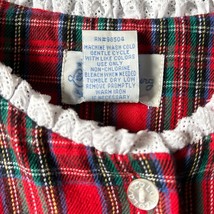 RN#98504
MACHINE WASH COLD
GENTLE CYCLE
WITH LIKE COLORS
USE ONLY
NON-CHLORINE
BLEACH WHEN NEEDED
TUMBLE DRY LOW
REMOVE PROMPTLY
WARM IRON
IF NECESSARY